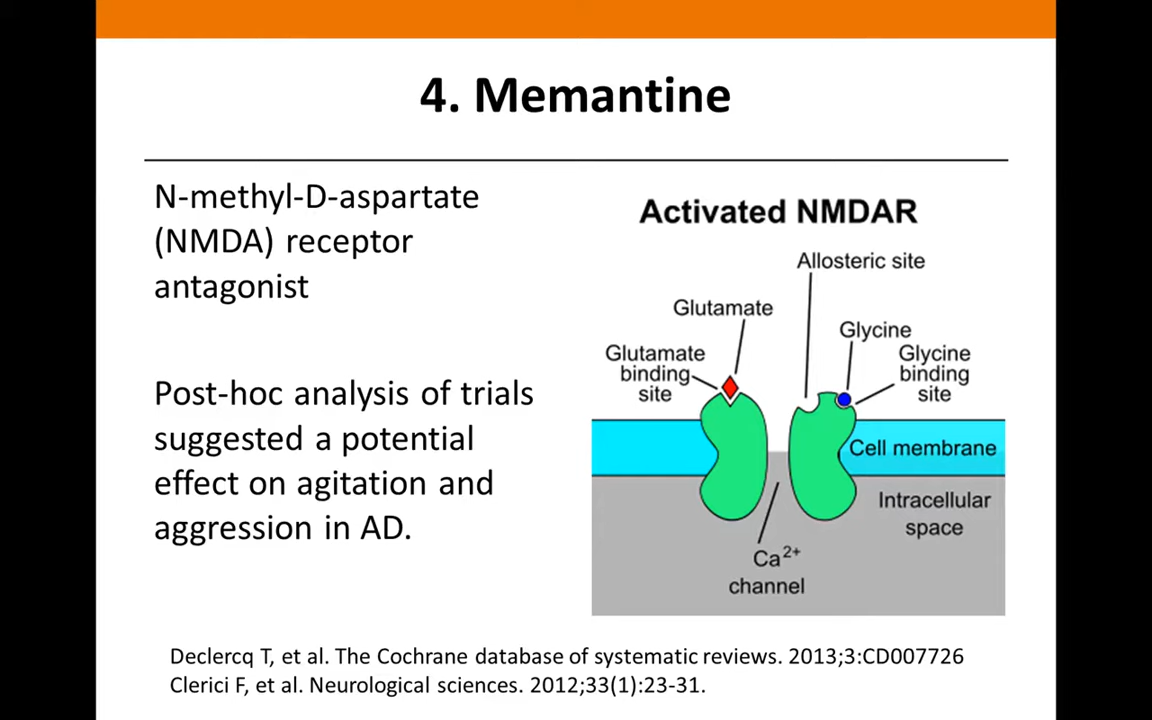 4. Memantine
N-methyl-D-aspartate
(NMDA) receptor
antagonist
Post-hoc analysis of trials
suggested a potential
effect on agitation and
aggression in AD.
Activated NMDAR
Allosteric site
Glutamate
Glycine
Glutamate
binding
site
Glycine
binding
site
Cell membrane
Intracellular
space
Ca2+
channel
Declercq T, et al. The Cochrane database of systematic reviews. 2013;3:CD007726
Clerici F, et al. Neurological sciences. 2012;33(1):23-31.